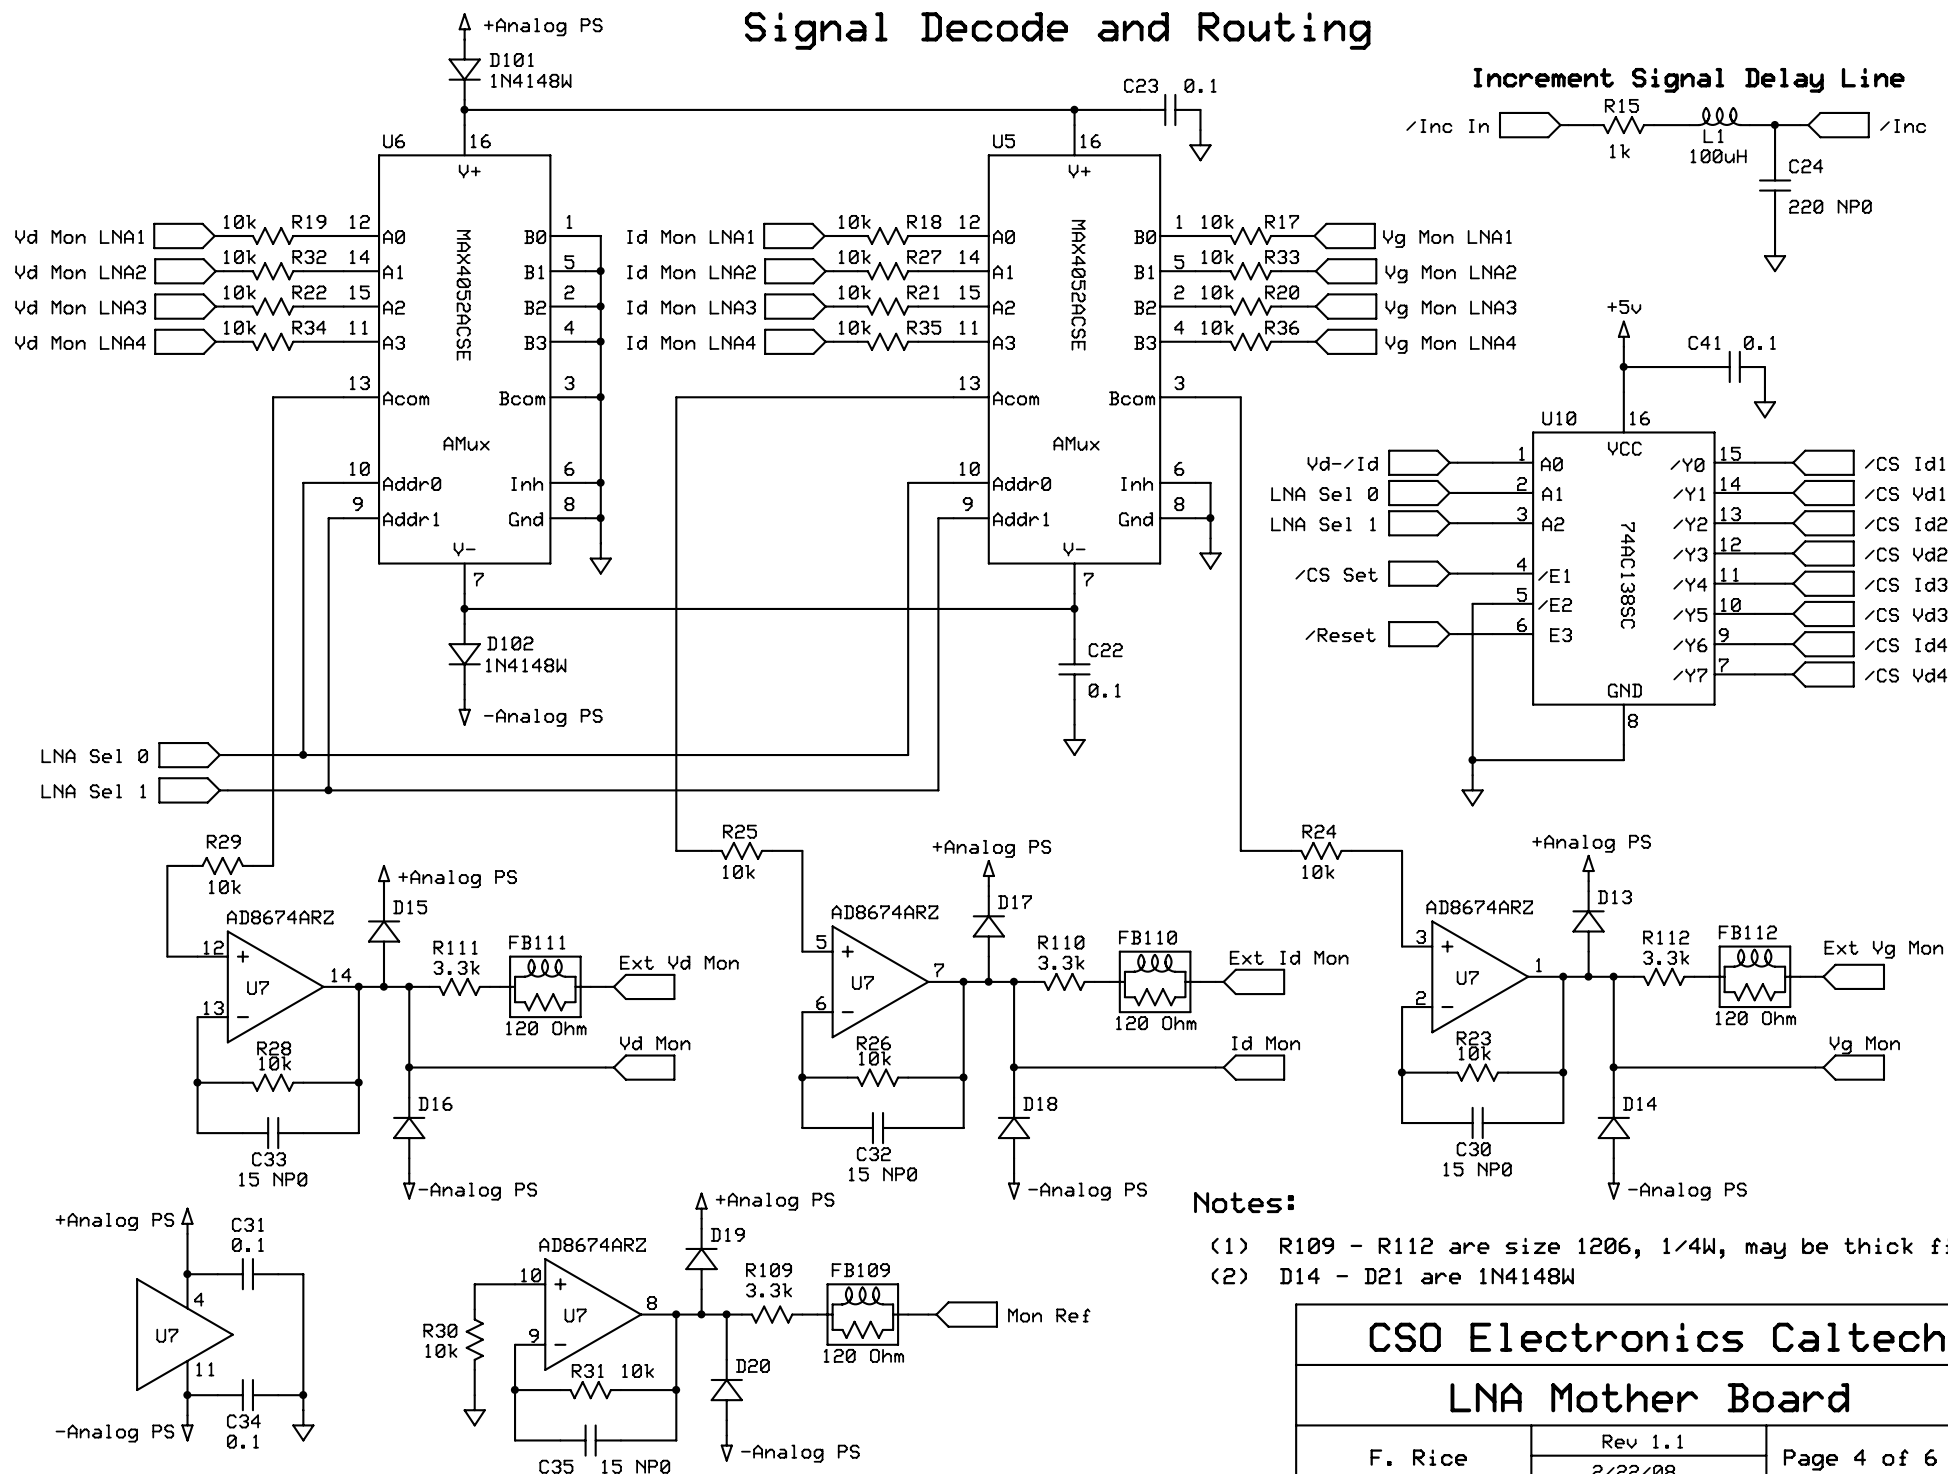 Signal Decode and Routing
+Analog PS
D101
1N4148W
C23 0.1
Increment Signal Delay Line
/Inc In
R15
1k
L1
100uH
/Inc
C24
220 NP0
U6
16
V+
MAX4052ACSE
Vd Mon LNA1
10k R19 12
A0
Vd Mon LNA2
10k R32 14
A1
Vd Mon LNA3
10k R22 15
A2
Vd Mon LNA4
10k R34 11
A3
B0
1
B1
5
B2
2
B3
4
13
Acom
Bcom
3
AMux
10
Addr0
Inh
6
9
Addr1
Gnd
8
V-
7
D102
1N4148W
-Analog PS
U5
16
V+
MAX4052ACSE
Id Mon LNA1
10k R18 12
A0
Id Mon LNA2
10k R27 14
A1
Id Mon LNA3
10k R21 15
A2
Id Mon LNA4
10k R35 11
A3
B0
1 10k R17
Vg Mon LNA1
B1
5 10k R33
Vg Mon LNA2
B2
2 10k R20
Vg Mon LNA3
B3
4 10k R36
Vg Mon LNA4
13
Acom
Bcom
3
AMux
10
Addr0
Inh
6
9
Addr1
Gnd
8
V-
7
C22
0.1
+5v
C41 0.1
U10
16
VCC
74AC138SC
Vd-/Id
1
A0
LNA Sel 0
2
A1
LNA Sel 1
3
A2
/CS Set
4
/E1
5
/E2
/Reset
6
E3
/Y0
15
/CS Id1
/Y1
14
/CS Vd1
/Y2
13
/CS Id2
/Y3
12
/CS Vd2
/Y4
11
/CS Id3
/Y5
10
/CS Vd3
/Y6
9
/CS Id4
/Y7
7
/CS Vd4
GND
8
LNA Sel 0
LNA Sel 1
R29
10k
AD8674ARZ
12
+
U7
13
-
14
+Analog PS
D15
R111
3.3k
FB111
120 Ohm
Ext Vd Mon
Vd Mon
R28
10k
C33
15 NP0
D16
-Analog PS
R25
10k
AD8674ARZ
5
+
U7
6
-
7
+Analog PS
D17
R110
3.3k
FB110
120 Ohm
Ext Id Mon
Id Mon
R26
10k
C32
15 NP0
D18
-Analog PS
R24
10k
AD8674ARZ
3
+
U7
2
-
1
+Analog PS
D13
R112
3.3k
FB112
120 Ohm
Ext Vg Mon
Vg Mon
R23
10k
C30
15 NP0
D14
-Analog PS
+Analog PS
C31
0.1
4
U7
11
C34
0.1
-Analog PS
AD8674ARZ
10
+
U7
9
-
8
R30
10k
R31 10k
C35 15 NP0
+Analog PS
D19
R109
3.3k
FB109
120 Ohm
Mon Ref
D20
-Analog PS
Notes:
(1) R109 - R112 are size 1206, 1/4W, may be thick
(2) D14 - D21 are 1N4148W
CSO Electronics Caltech
LNA Mother Board
F. Rice
Rev 1.1
2/22/08
Page 4 of 6